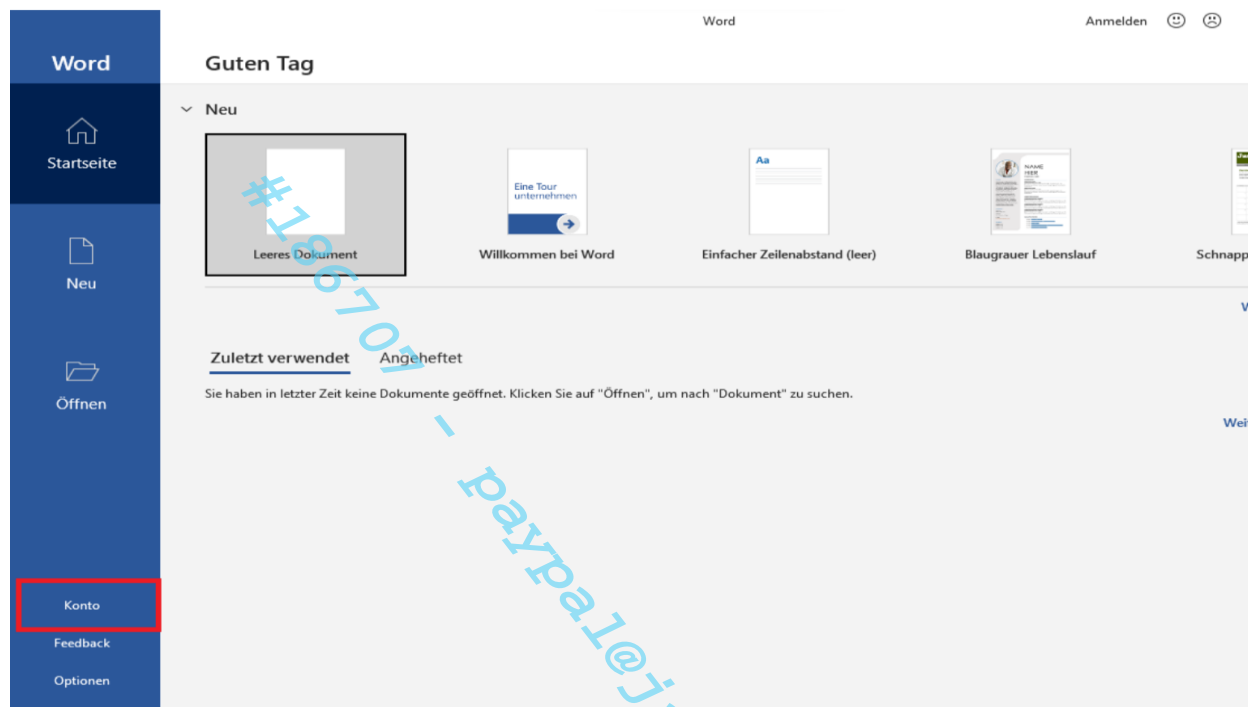 Word
Anmelden
Word
Guten Tag
Neu
Startseite
Eine Tour
unternehmen
Aa
NAME
HIER
Leeres Dokument
Willkommen bei Word
Einfacher Zeilenabstand (leer)
Blaugrauer Lebenslauf
Schnapp
Neu
W
Zuletzt verwendet
Angeheftet
Öffnen
Sie haben in letzter Zeit keine Dokumente geöffnet. Klicken Sie auf "Öffnen", um nach "Dokument" zu suchen.
Weit
Konto
Feedback
Optionen
#186707 - paypal@j